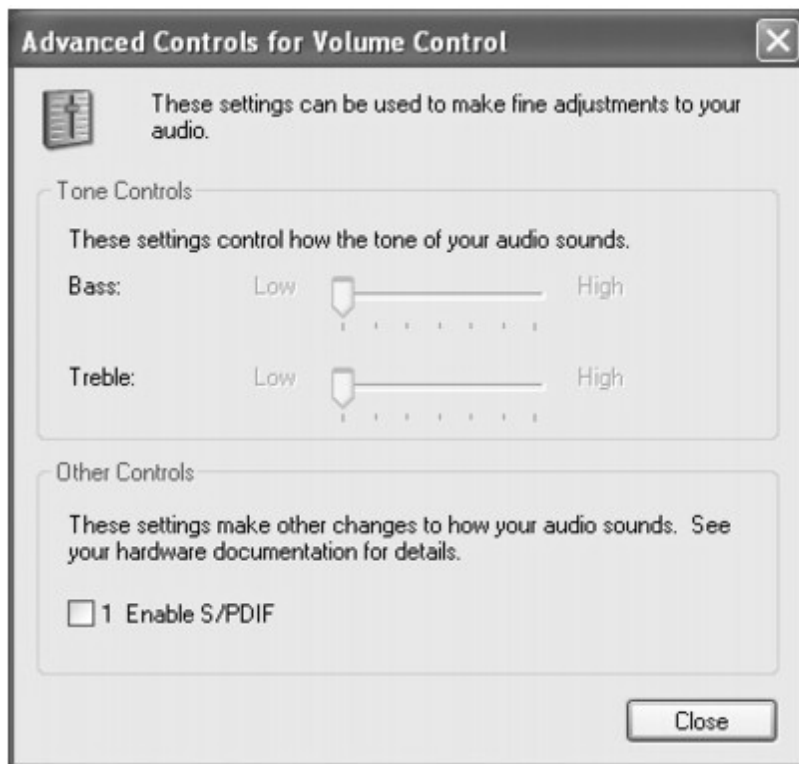 Advanced Controls for Volume Control
These settings can be used to make fine adjustments to your
audio.
Tone Controls
These settings control how the tone of your audio sounds.
Bass: Low High
Treble: Low High
Other Controls
These settings make other changes to how your audio sounds. See
your hardware documentation for details.
1 Enable S/PDIF
Close